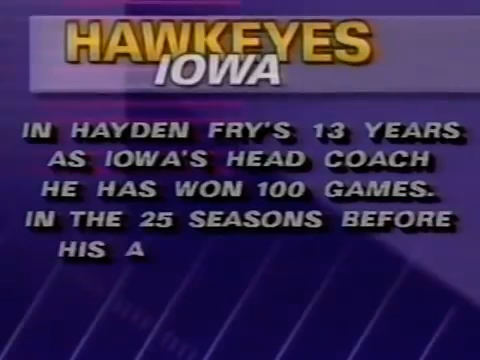 HAWKEYES
IOWA
IN HAYDEN FRY'S 13 YEARS
AS IOWA'S HEAD COACH
HE HAS WON 100 GAMES.
IN THE 25 SEASONS BEFORE
HIS A